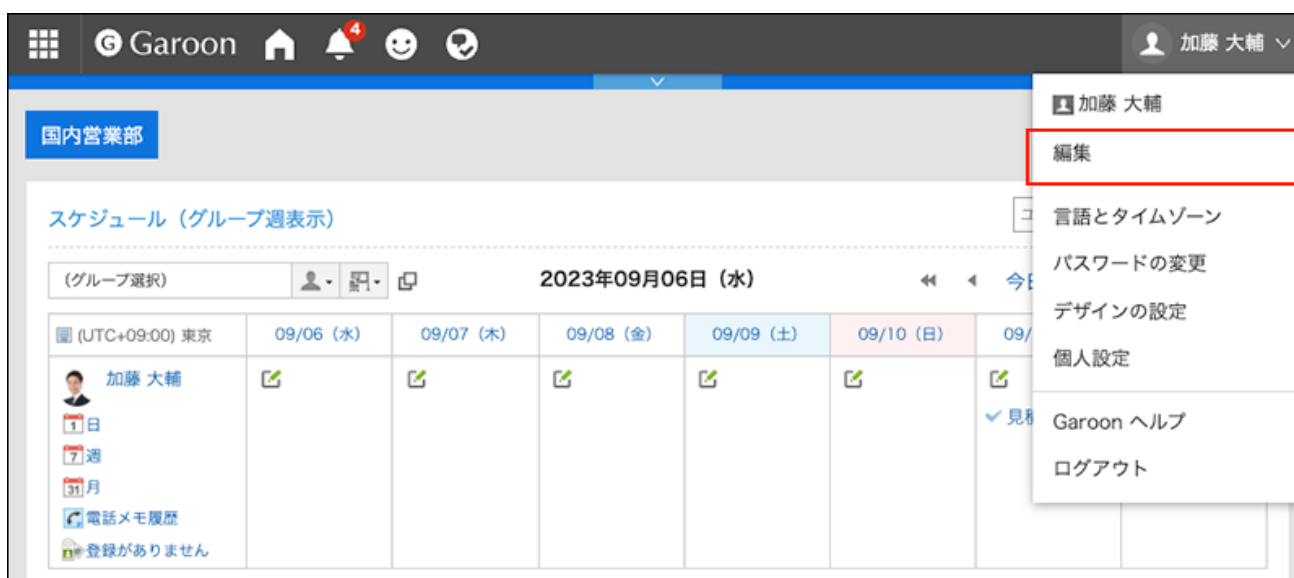 G Garoon 4 加藤 大輔
加藤 大輔
編集
言語とタイムゾーン
パスワードの変更
デザインの設定
個人設定
Garoon ヘルプ
ログアウト
国内営業部
スケジュール（グループ週表示）
(グループ選択) 2023年09月06日（水）
(UTC+09:00) 東京 09/06（水） 09/07（木） 09/08（金） 09/09（土） 09/10（日） 09/
加藤 大輔
見
1 日
7 週
31 月
電話メモ履歴
登録がありません